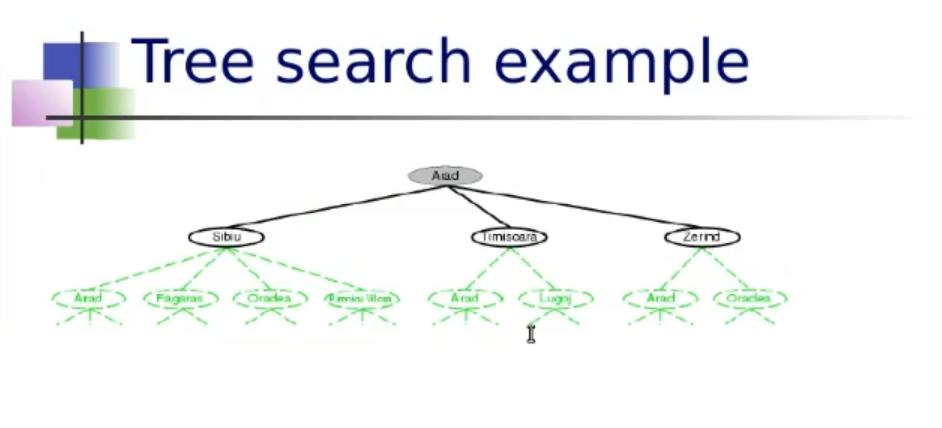 Tree search example
Arad
Sibiu Timisoara Zerind
Arad Fagaras Oradea Rimnicu Vilcea Arad Lugoj Arad Oradea